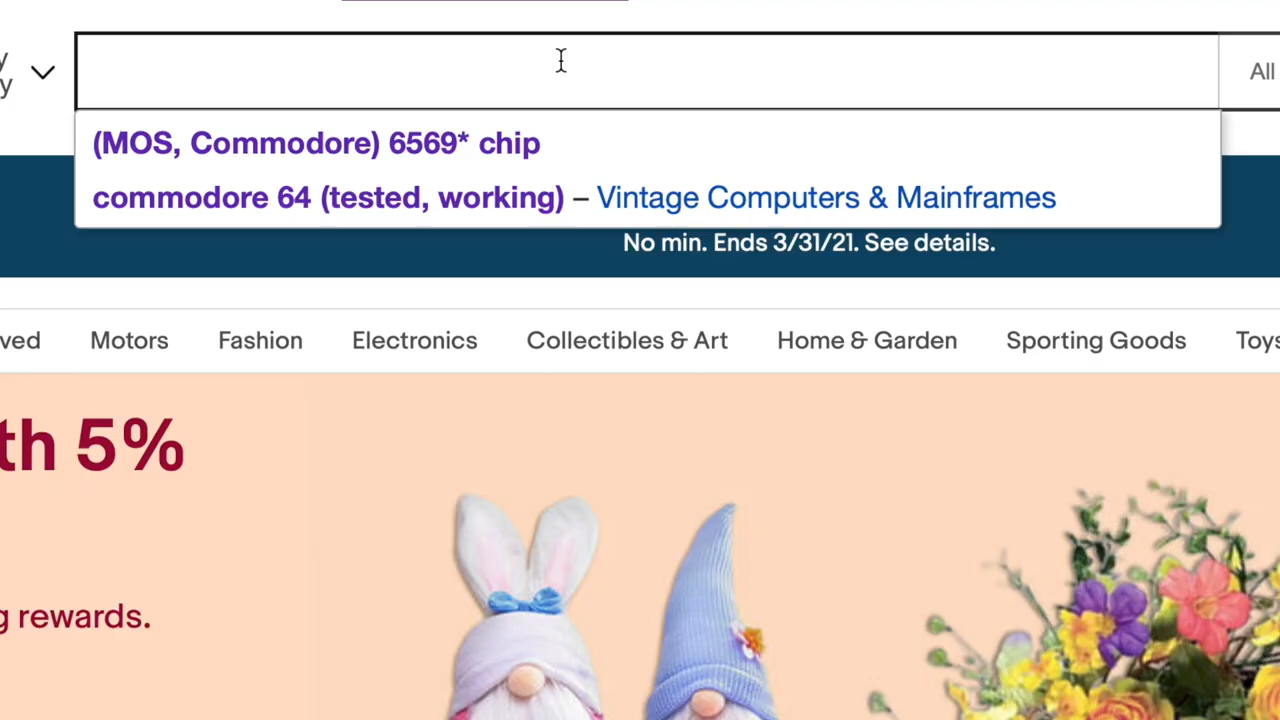 y
y
All
(MOS, Commodore) 6569* chip
commodore 64 (tested, working) – Vintage Computers & Mainframes
No min. Ends 3/31/21. See details.
ved Motors Fashion Electronics Collectibles & Art Home & Garden Sporting Goods Toys
th 5%
g rewards.